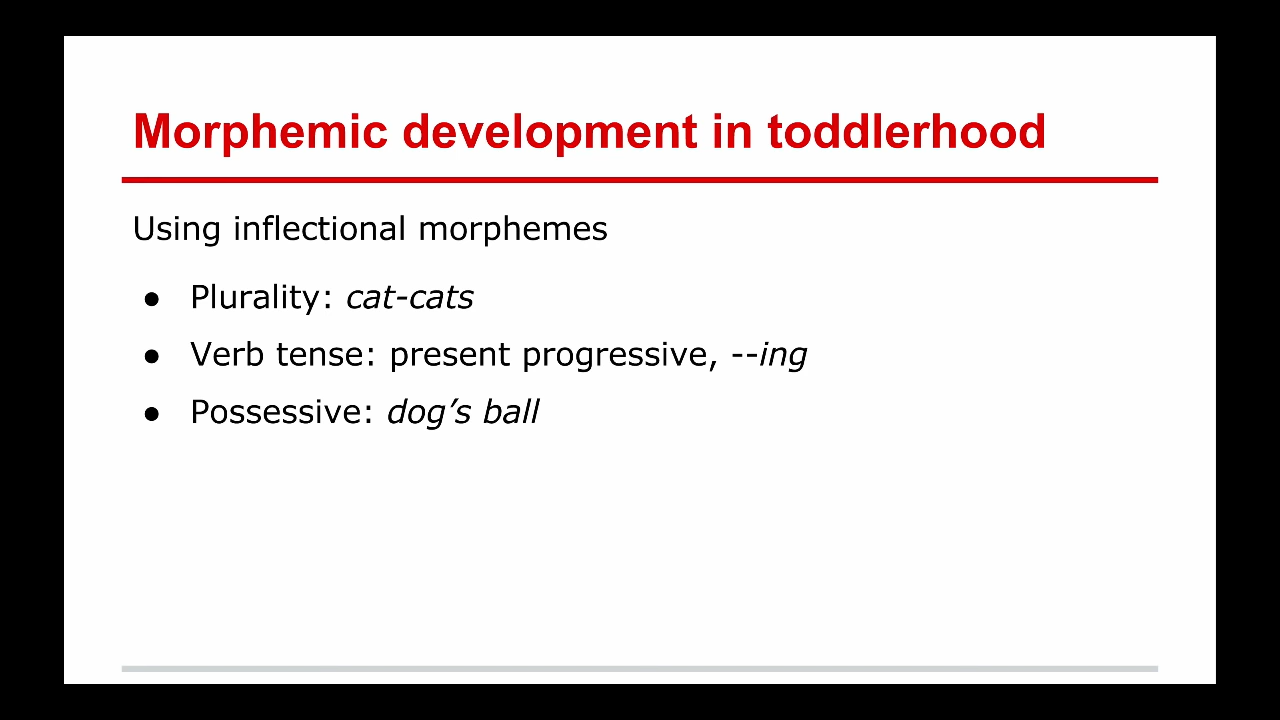 Morphemic development in toddlerhood
Using inflectional morphemes
● Plurality: cat-cats
● Verb tense: present progressive, --ing
● Possessive: dog’s ball